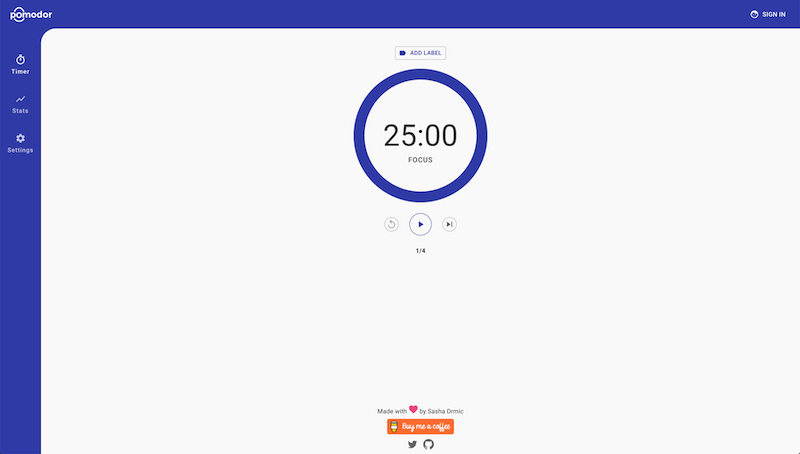 pomodor
SIGN IN
Timer
Stats
Settings
ADD LABEL
25:00
FOCUS
1/4
Made with by Sasha Drmic
Buy me a coffee